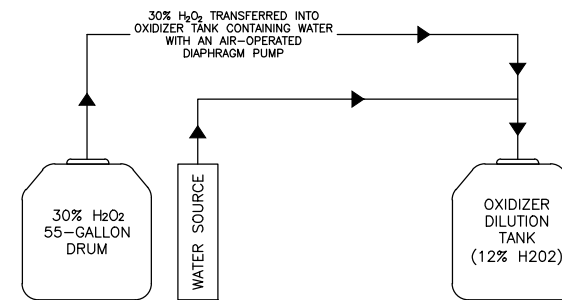 30% H₂O₂ TRANSFERRED INTO
OXIDIZER TANK CONTAINING WATER
WITH AN AIR-OPERATED
DIAPHRAGM PUMP
30% H₂O₂
55-GALLON
DRUM
WATER SOURCE
OXIDIZER
DILUTION
TANK
(12% H2O2)